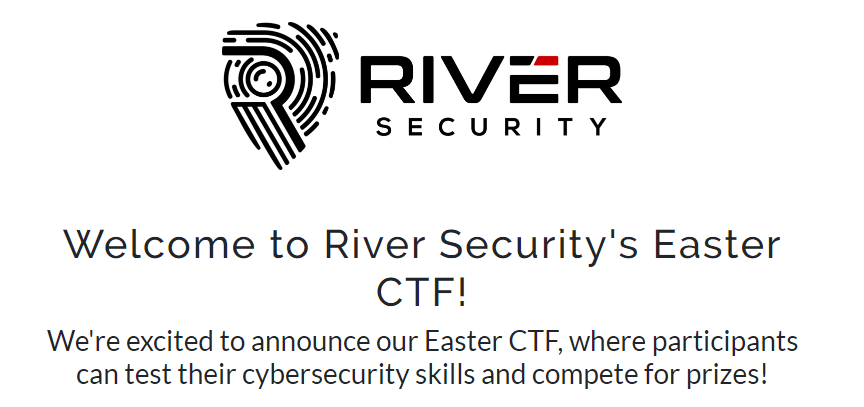 RIVER
SECURITY
Welcome to River Security's Easter
CTF!
We're excited to announce our Easter CTF, where participants
can test their cybersecurity skills and compete for prizes!